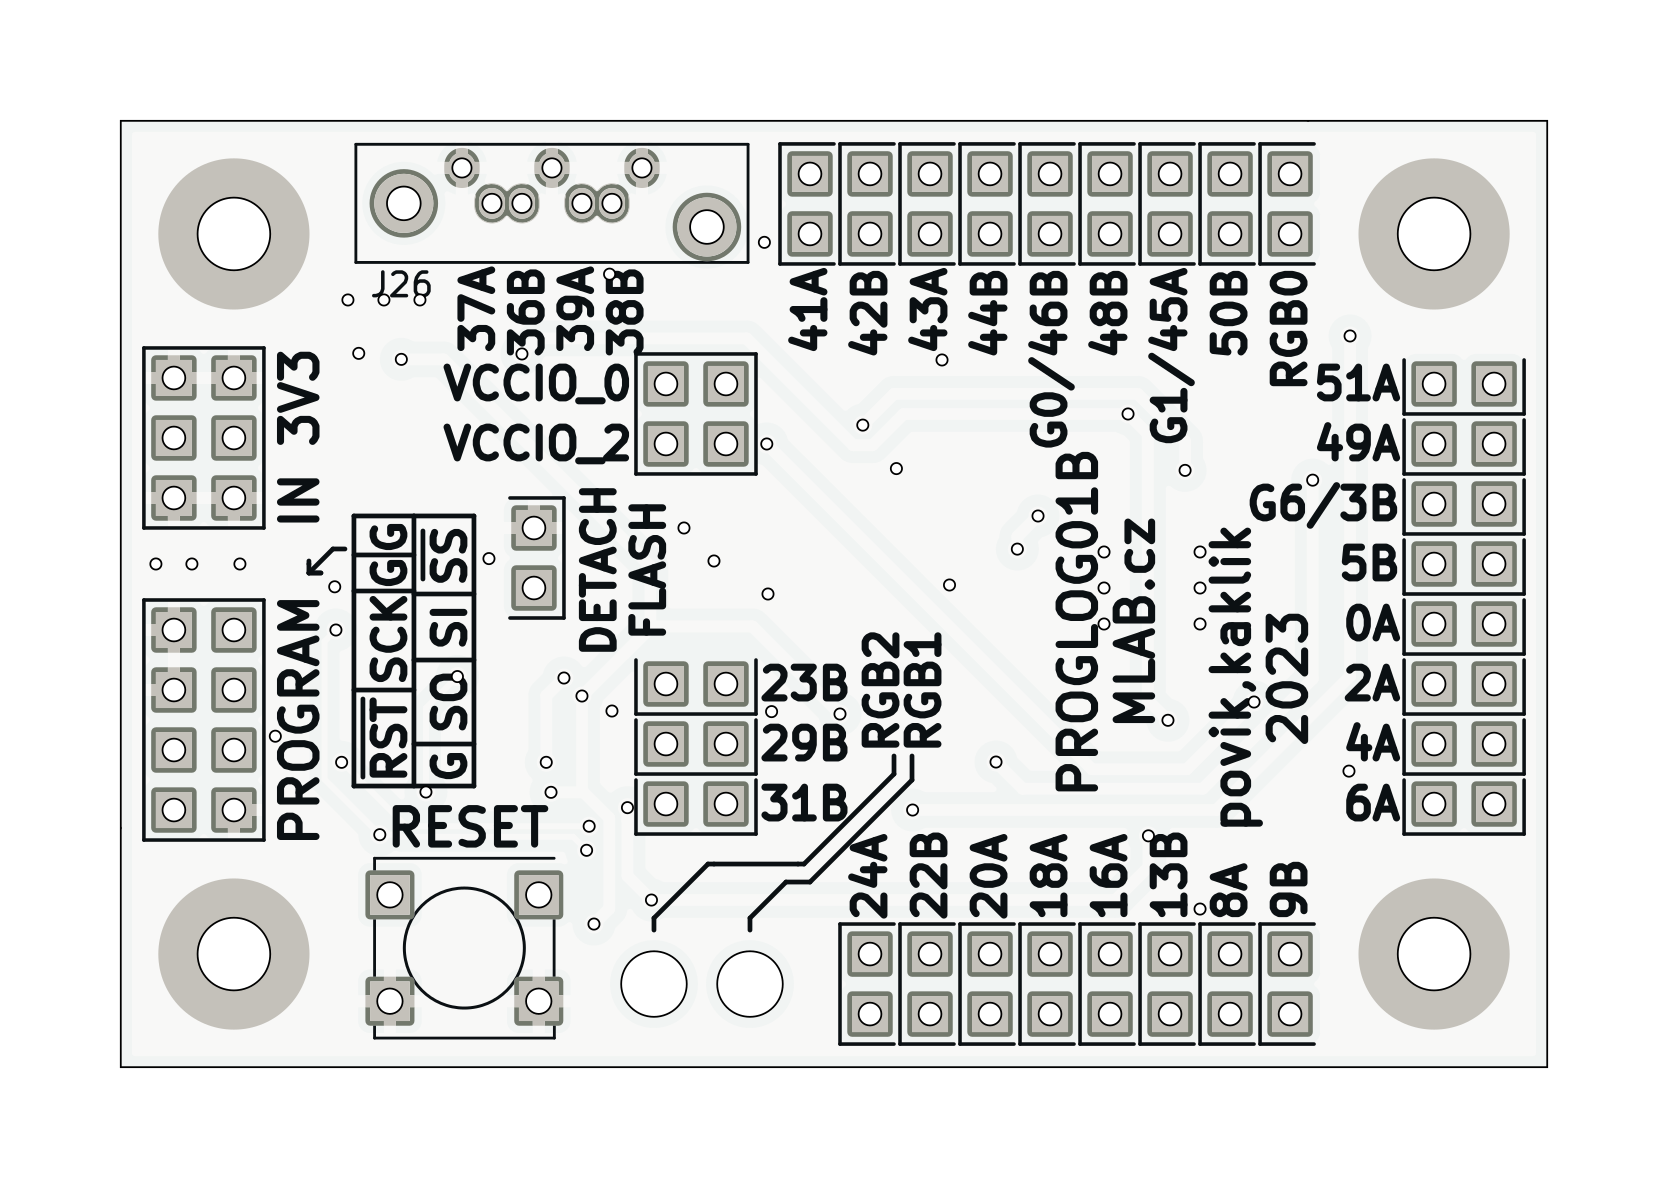 J26
37A
36B
39A
38B
41A
42B
43A
44B
G0/46B
48B
G1/45A
50B
RGB0
IN 3V3
VCCIO_0
VCCIO_2
51A
49A
G6/3B
5B
0A
2A
4A
6A
PROGRAM
RST SCK G G
G SO SI SS
DETACH
FLASH
23B
29B
31B
RGB2
RGB1
PROGLOGO1B
MLAB.cz
povik,kaklik
2023
RESET
24A
22B
20A
18A
16A
13B
8A
9B